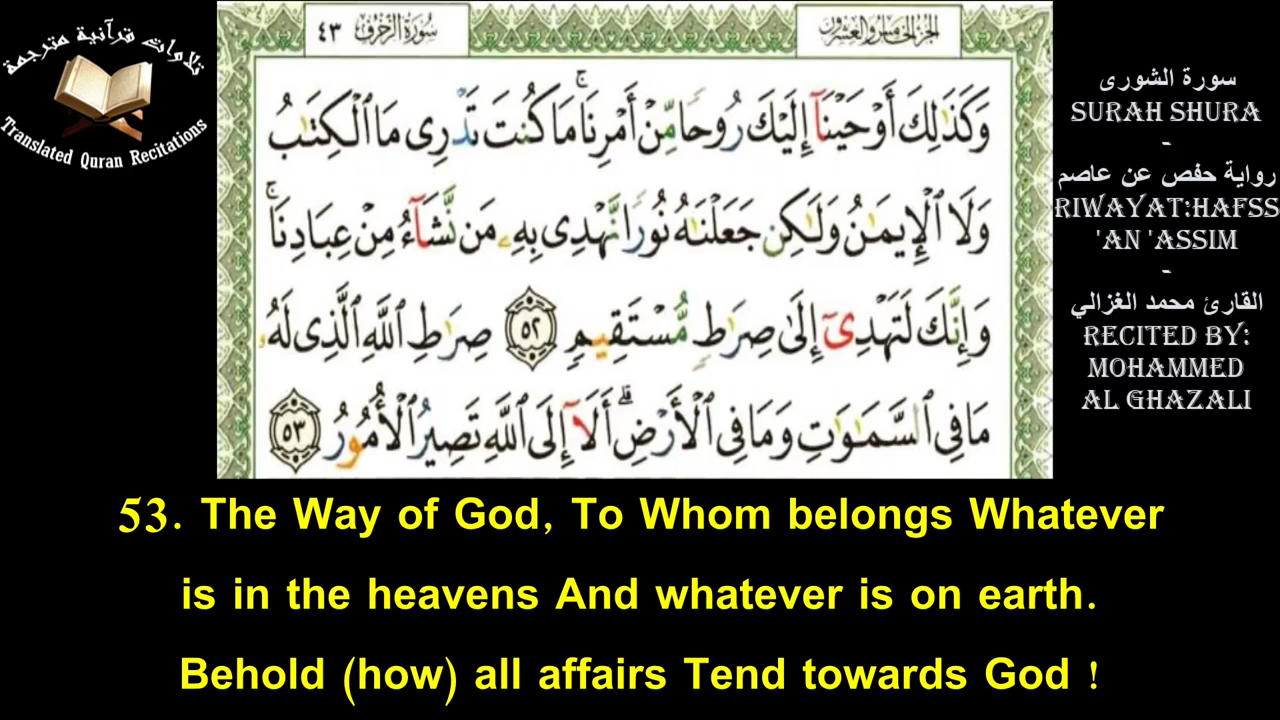 تلاوات قرآنية مترجمة
Translated Quran Recitations
سورة الزخرف ٤٣
الجزء الخامس والعشرون
وَكَذَٰلِكَ أَوْحَيْنَآ إِلَيْكَ رُوحًا مِّنْ أَمْرِنَا ۚ مَا كُنتَ تَدْرِى مَا ٱلْكِتَٰبُ
وَلَا ٱلْإِيمَٰنُ وَلَٰكِن جَعَلْنَٰهُ نُورًا نَّهْدِى بِهِۦ مَن نَّشَآءُ مِنْ عِبَادِنَا ۚ
وَإِنَّكَ لَتَهْدِىٓ إِلَىٰ صِرَٰطٍ مُّسْتَقِيمٍ ٥٢ صِرَٰطِ ٱللَّهِ ٱلَّذِى لَهُۥ
مَا فِى ٱلسَّمَٰوَٰتِ وَمَا فِى ٱلْأَرْضِ ۗ أَلَآ إِلَى ٱللَّهِ تَصِيرُ ٱلْأُمُورُ ٥٣
سورة الشورى
SURAH SHURA
-
رواية حفص عن عاصم
RIWAYAT:HAFSS
'AN 'ASSIM
-
القارئ محمد الغزالي
RECITED BY:
MOHAMMED
AL GHAZALI
53. The Way of God, To Whom belongs Whatever
is in the heavens And whatever is on earth.
Behold (how) all affairs Tend towards God !